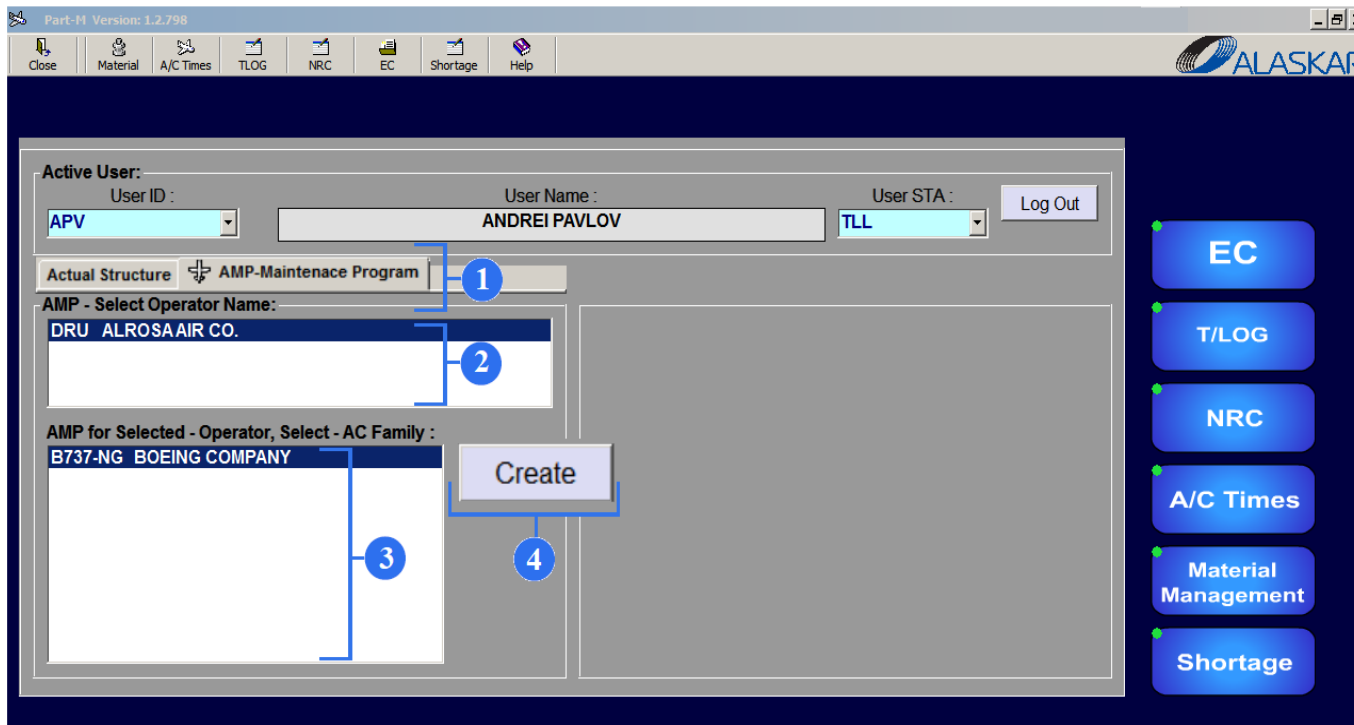 Part-M Version: 1.2.798
Close Material A/C Times TLOG NRC EC Shortage Help
Active User:
User ID : User Name : User STA :
APV ANDREI PAVLOV TLL Log Out
Actual Structure AMP-Maintenace Program 1
AMP - Select Operator Name:
DRU ALROSA AIR CO.
2
AMP for Selected - Operator, Select - AC Family :
B737-NG BOEING COMPANY
Create
3 4
EC
T/LOG
NRC
A/C Times
Material
Management
Shortage